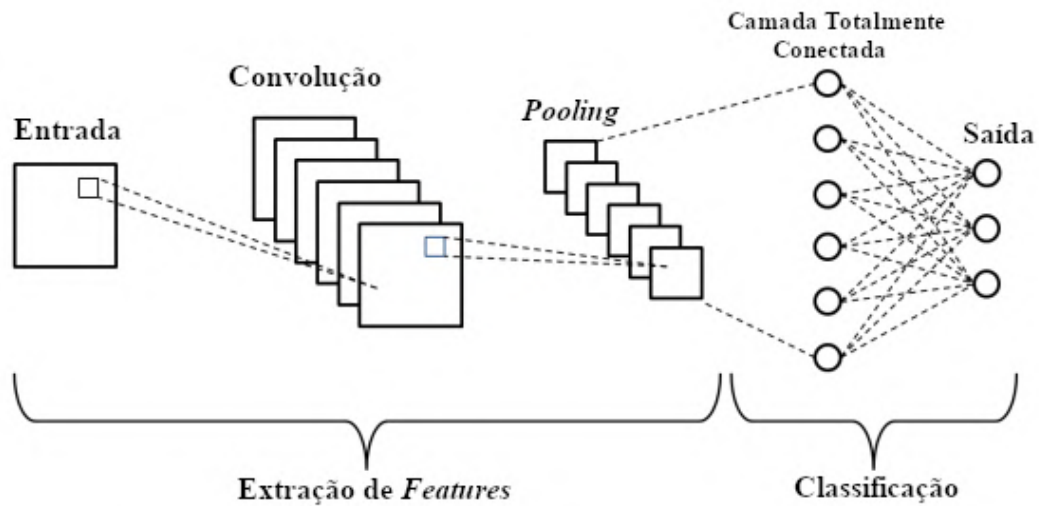 Camada Totalmente
Conectada
Convolução
Pooling
Entrada
Saída
Extração de Features
Classificação